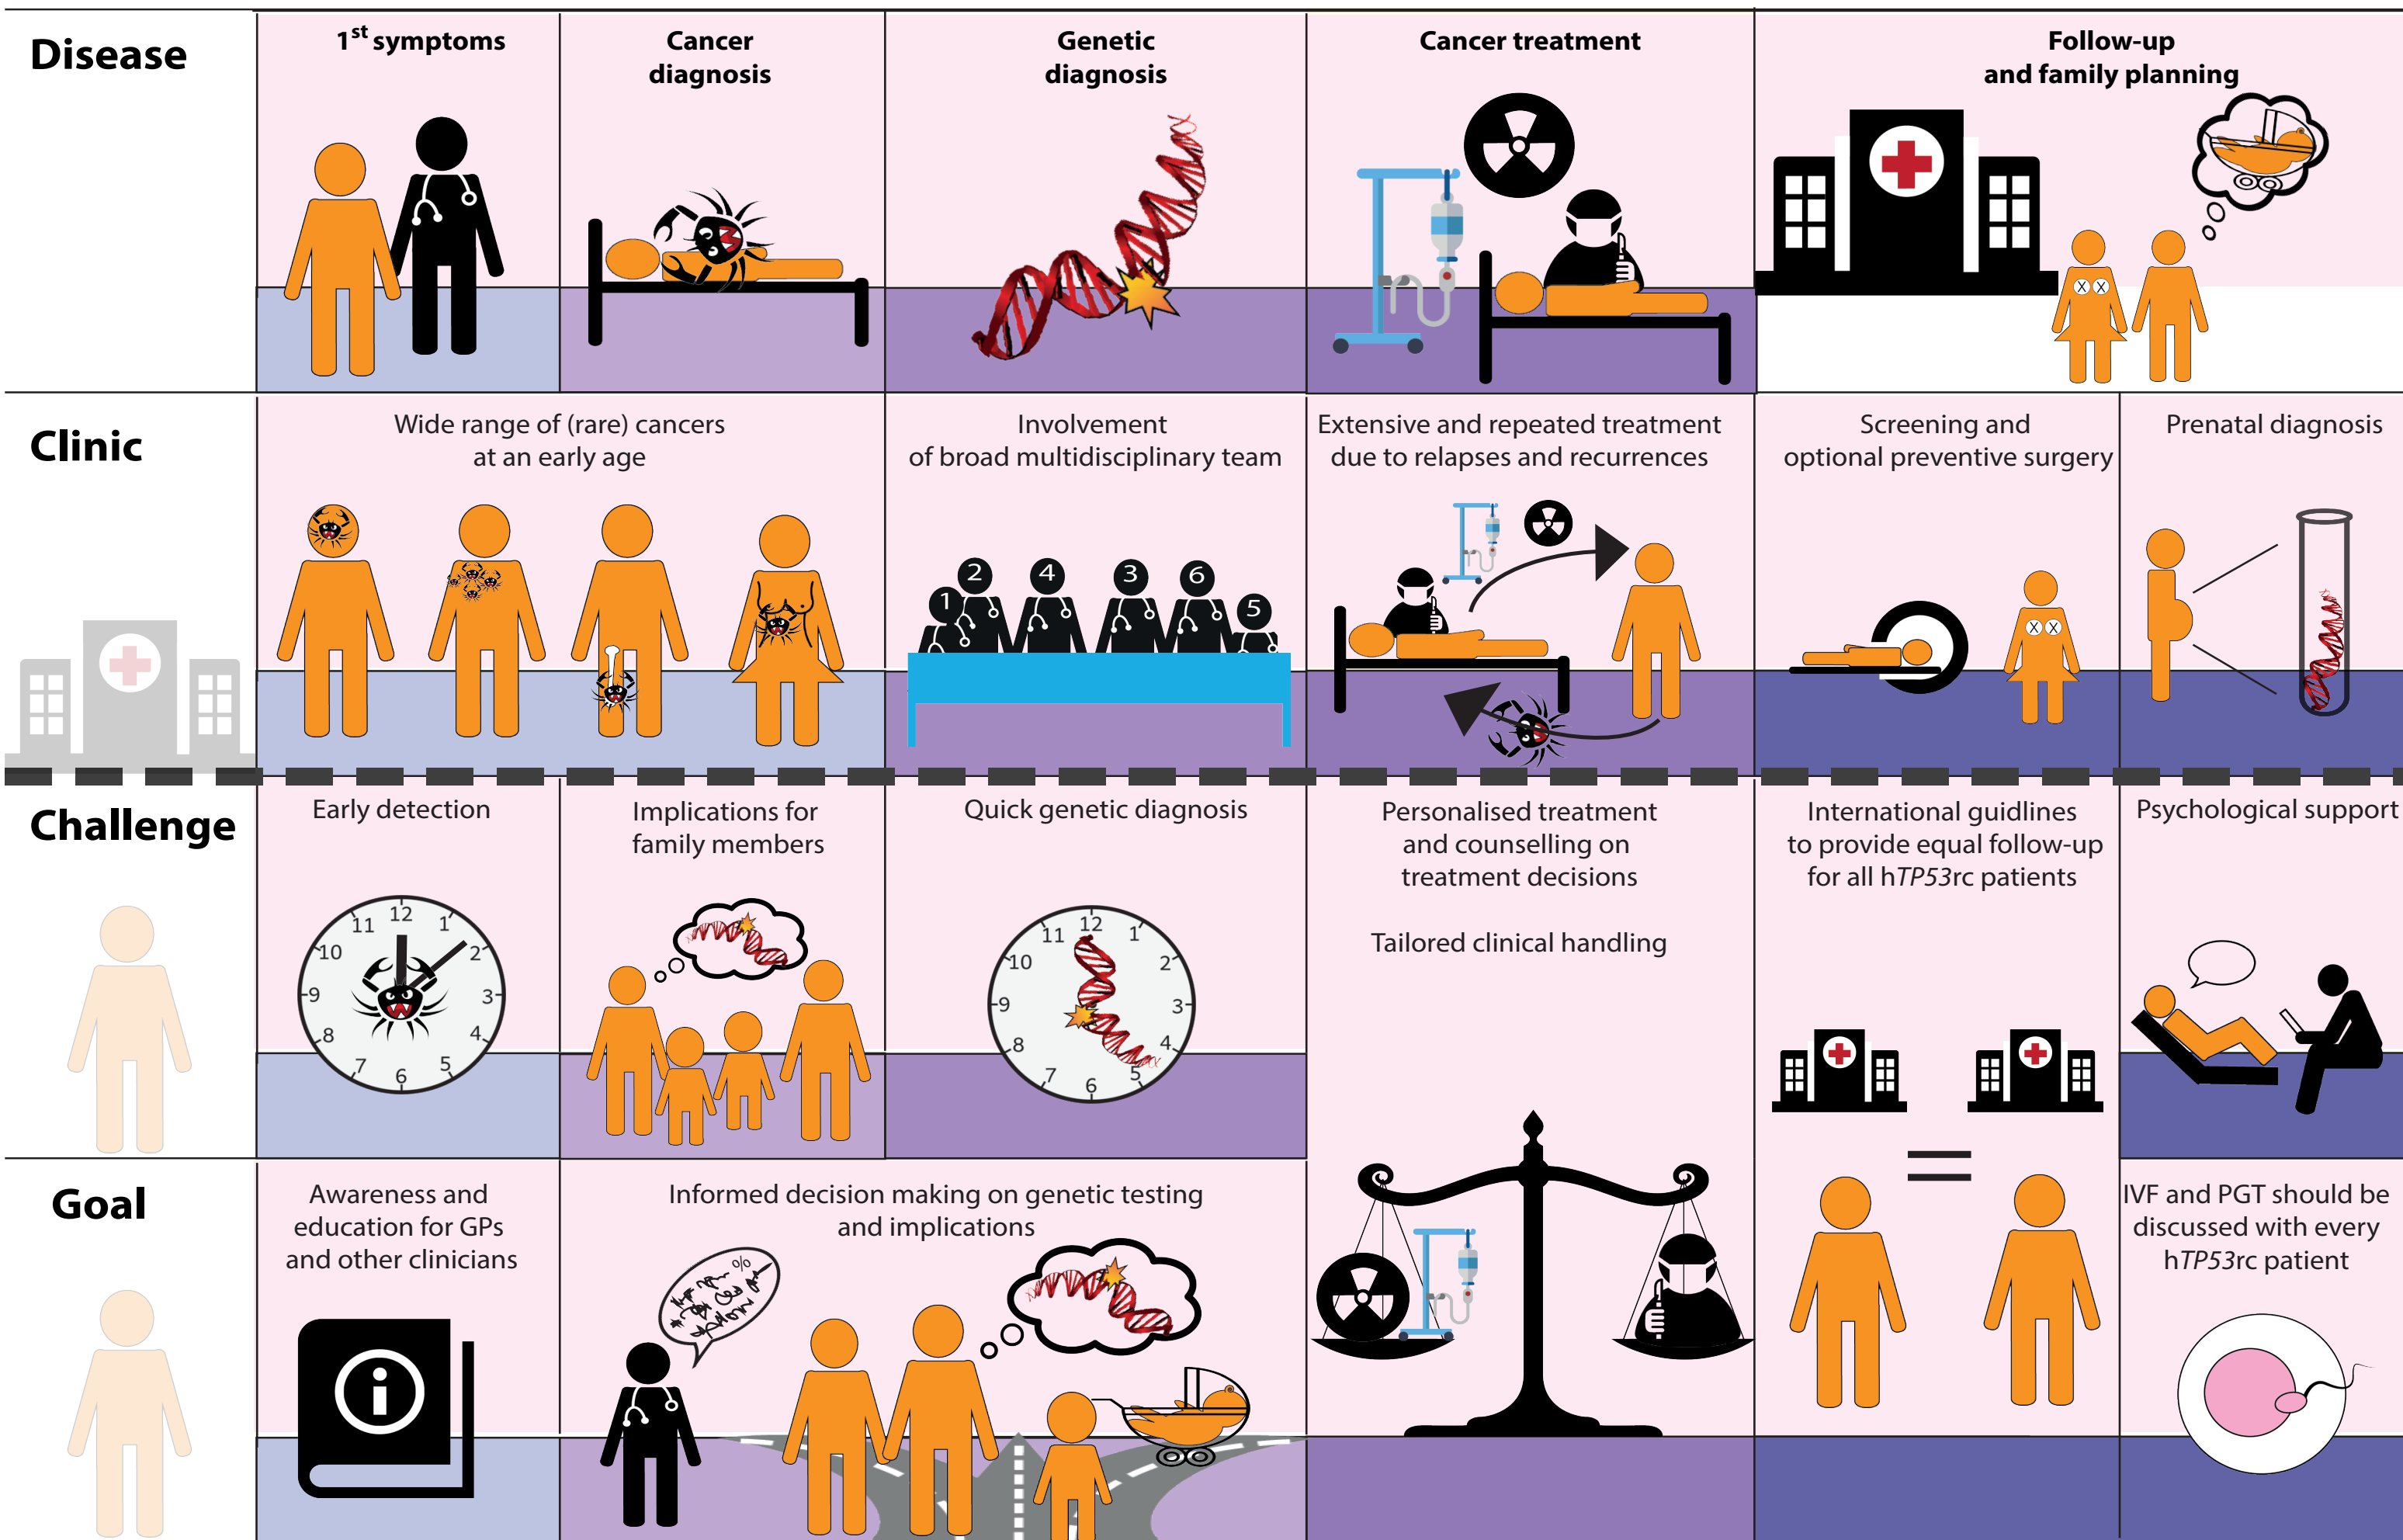 Disease
1st symptoms
Cancer
diagnosis
Genetic
diagnosis
Cancer treatment
Follow-up
and family planning
X X
Clinic
Wide range of (rare) cancers
at an early age
Involvement
of broad multidisciplinary team
1 2 4 3 6 5
Extensive and repeated treatment
due to relapses and recurrences
Screening and
optional preventive surgery
X X
Prenatal diagnosis
Challenge
Early detection
12 1 2 3 4 5 6 7 8 9 10 11
Implications for
family members
Quick genetic diagnosis
12 1 2 3 4 5 6 7 8 9 10 11
Personalised treatment
and counselling on
treatment decisions
Tailored clinical handling
International guidlines
to provide equal follow-up
for all hTP53rc patients
=
Psychological support
Goal
Awareness and
education for GPs
and other clinicians
i
Informed decision making on genetic testing
and implications
%
IVF and PGT should be
discussed with every
hTP53rc patient